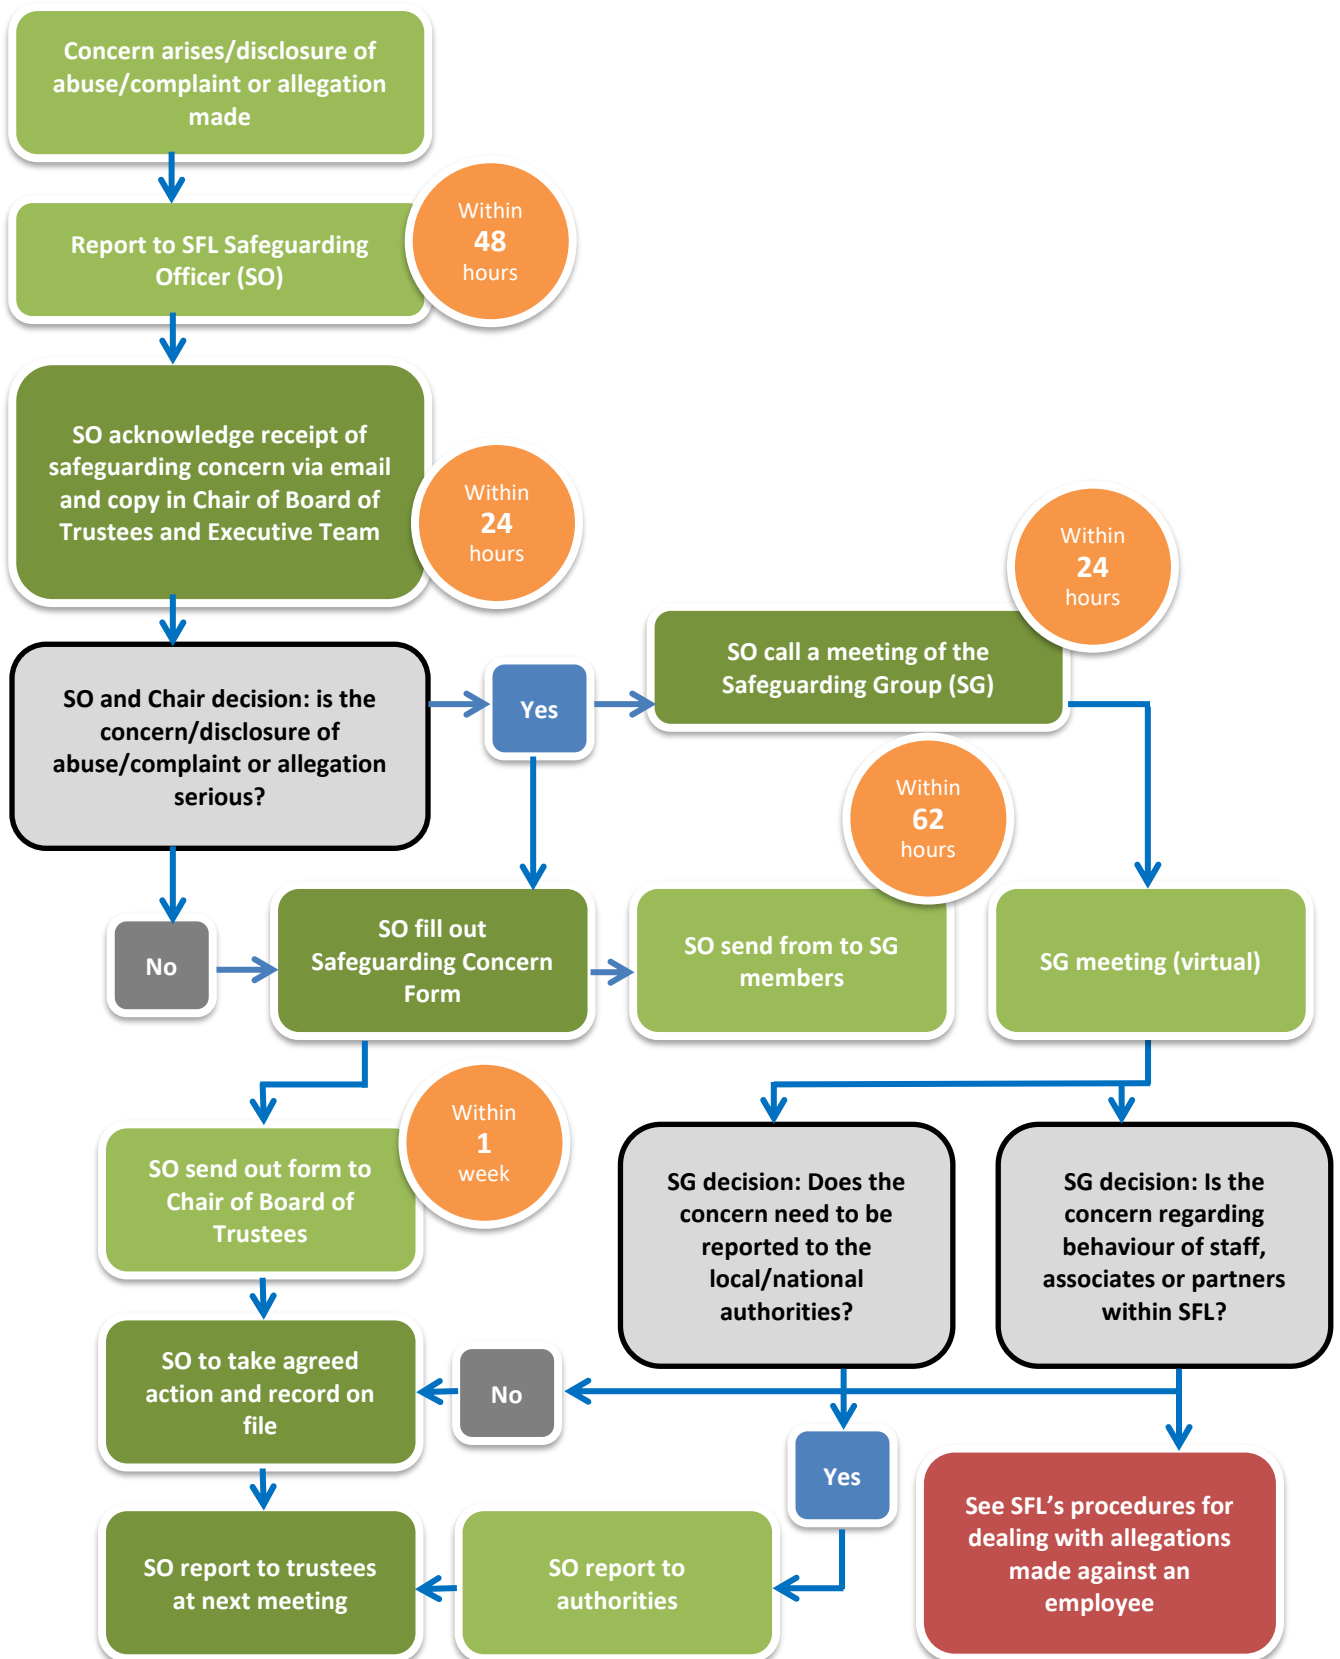 Concern arises/disclosure of
abuse/complaint or allegation
made
Report to SFL Safeguarding
Officer (SO)
Within
48
hours
SO acknowledge receipt of
safeguarding concern via email
and copy in Chair of Board of
Trustees and Executive Team
Within
24
hours
SO and Chair decision: is the
concern/disclosure of
abuse/complaint or allegation
serious?
Yes
SO call a meeting of the
Safeguarding Group (SG)
Within
24
hours
No
SO fill out
Safeguarding Concern
Form
SO send from to SG
members
Within
62
hours
SG meeting (virtual)
SO send out form to
Chair of Board of
Trustees
Within
1
week
SG decision: Does the
concern need to be
reported to the
local/national
authorities?
SG decision: Is the
concern regarding
behaviour of staff,
associates or partners
within SFL?
SO to take agreed
action and record on
file
No
Yes
See SFL's procedures for
dealing with allegations
made against an
employee
SO report to trustees
at next meeting
SO report to
authorities